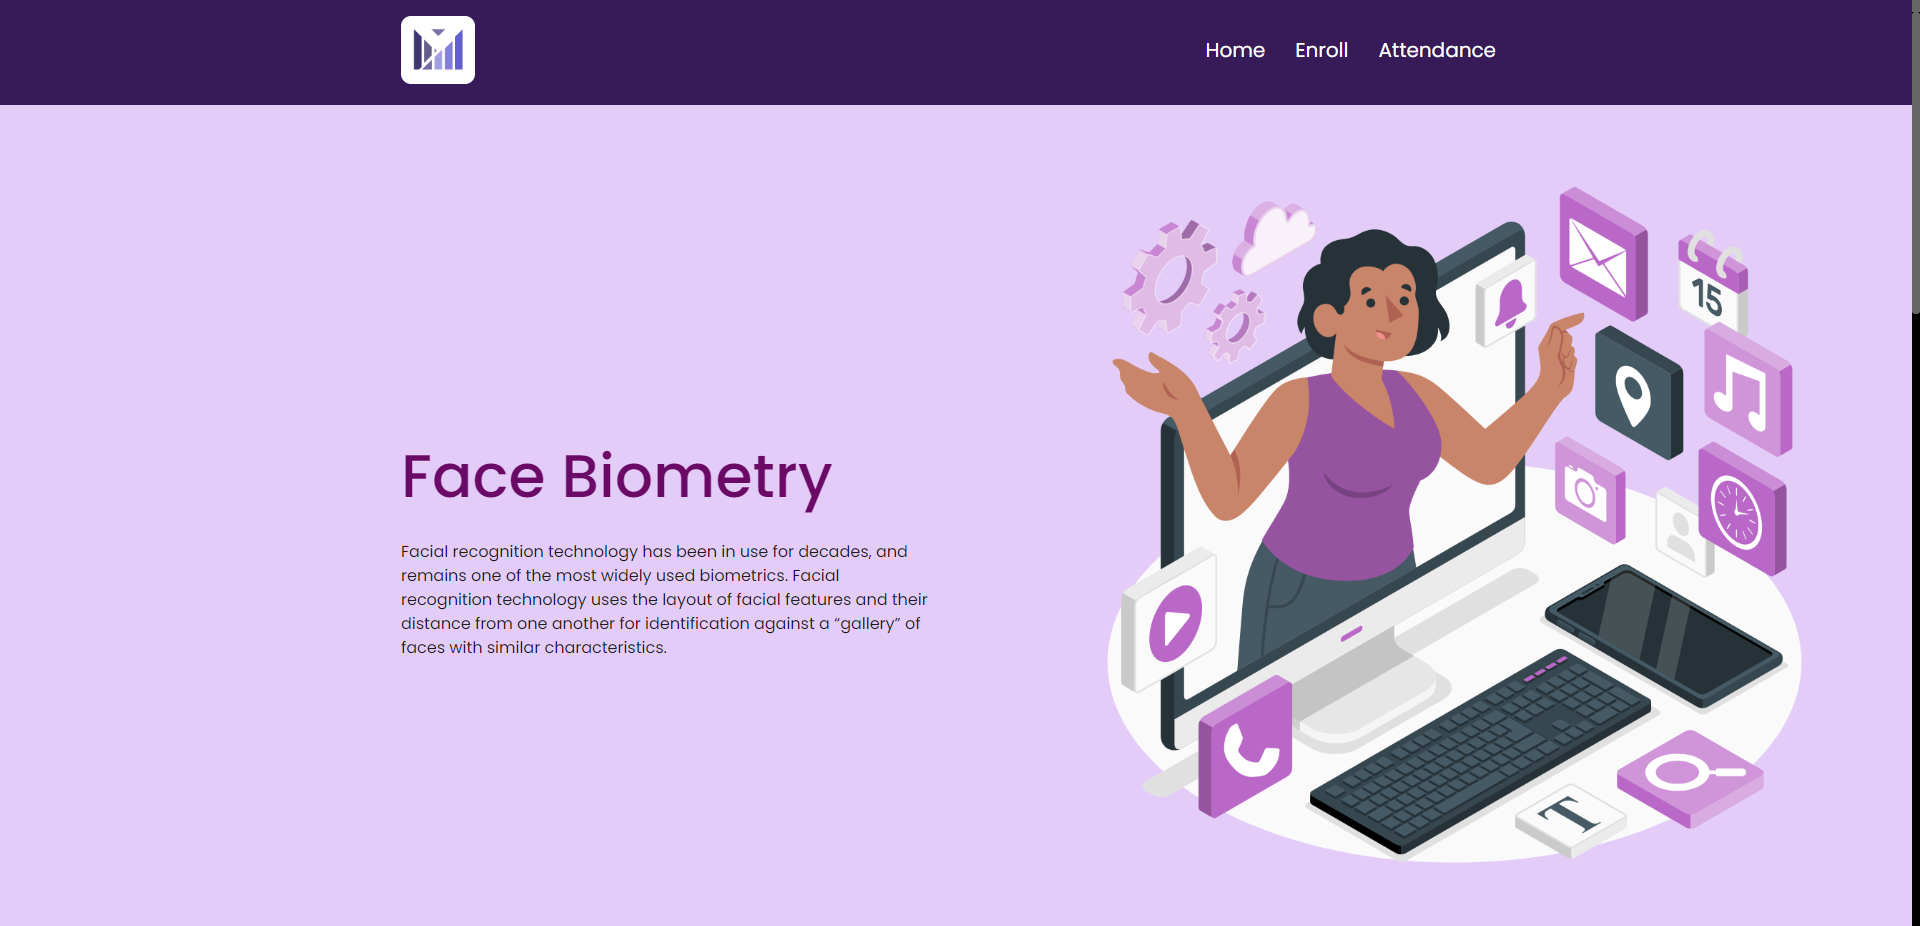 Home Enroll Attendance
15
Face Biometry
Facial recognition technology has been in use for decades, and
remains one of the most widely used biometrics. Facial
recognition technology uses the layout of facial features and their
distance from one another for identification against a “gallery” of
faces with similar characteristics.
T